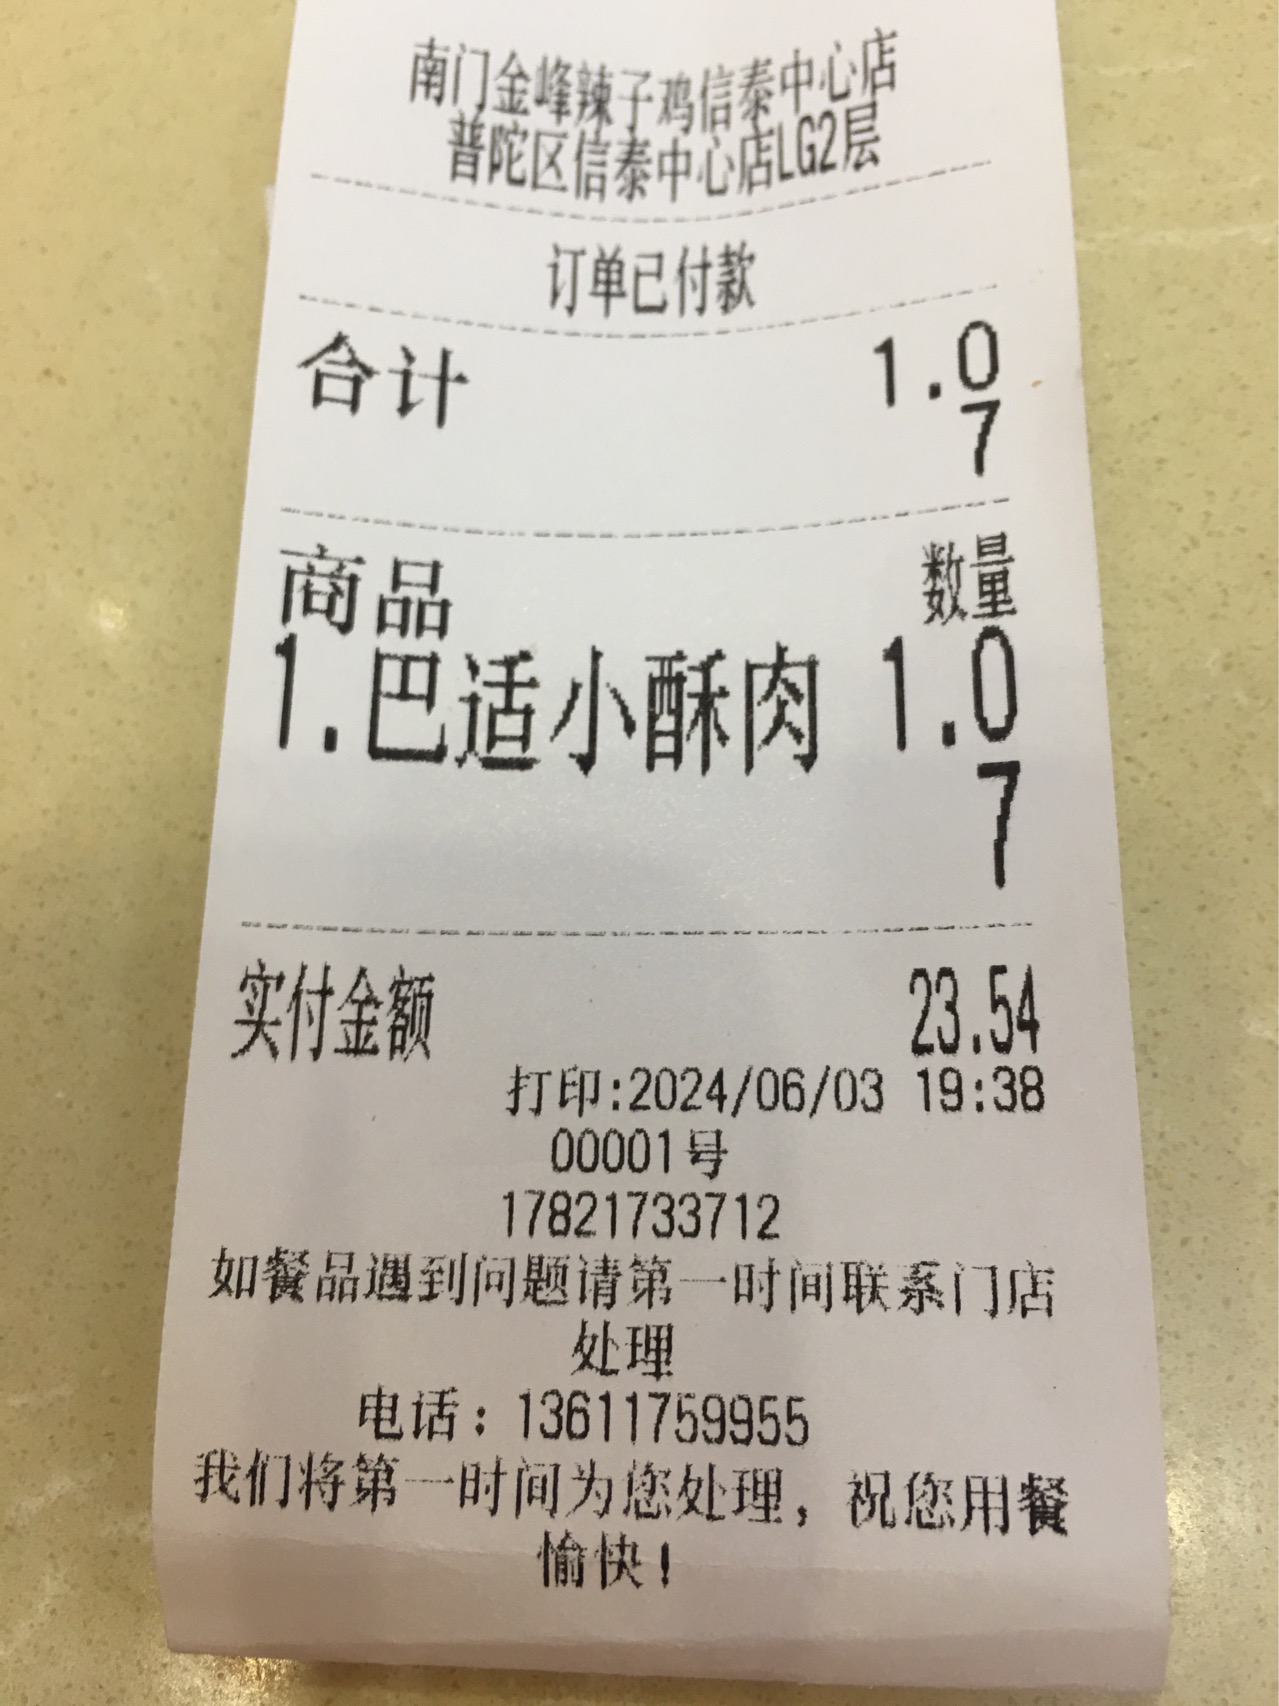 南门金峰辣子鸡信泰中心店
普陀区信泰中心店LG2层
订单已付款
合计 1.0
7
商品 数量
1.巴适小酥肉 1.0
7
实付金额 23.54
打印:2024/06/03 19:38
00001号
17821733712
如餐品遇到问题请第一时间联系门店
处理
电话：13611759955
我们将第一时间为您处理，祝您用餐
愉快！